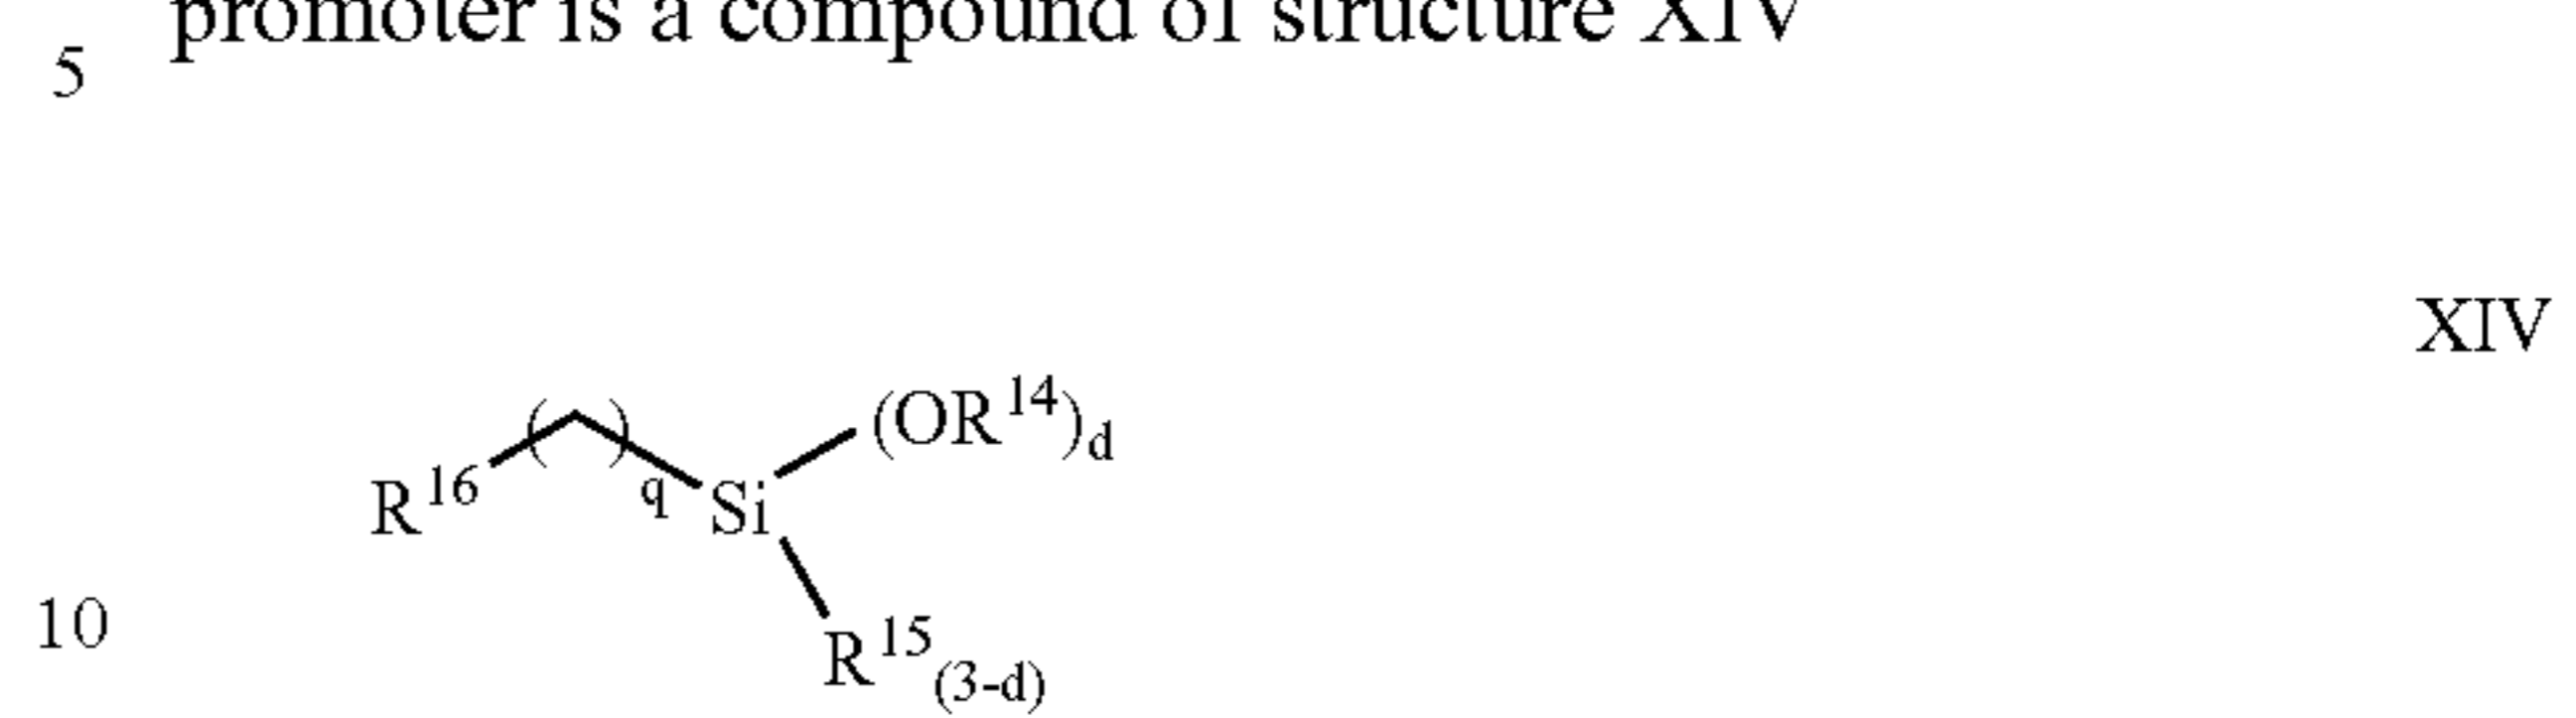 promoter is a compound of structure XIV
5
XIV
(OR14)d
( )q
R16
Si
10
R15(3-d)